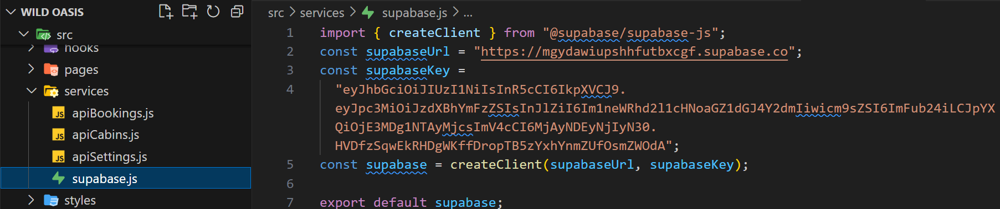 WILD OASIS
src
hooks
pages
services
apiBookings.js
apiCabins.js
apiSettings.js
supabase.js
styles
src > services > supabase.js > ...
1 import { createClient } from "@supabase/supabase-js";
2 const supabaseUrl = "https://mgydawiupshhfutbxcgf.supabase.co";
3 const supabaseKey =
4 "eyJhbGciOiJIUzI1NiIsInR5cCI6IkpXVCJ9.
eyJpc3MiOiJzdXBhYmFzZSIsInJlZiI6Im1neWRhd2l1cHNoaGZ1dGJ4Y2dmIiwicm9sZSI6ImFub24iLCJpYX
QiOjE3MDg1NTAyMjcsImV4cCI6MjAyNDEyNjIyN30.
HVDfzSqwEkRHDgWKffDropTB5zYxhYnmZUfOsmZWOdA";
5 const supabase = createClient(supabaseUrl, supabaseKey);
6
7 export default supabase;